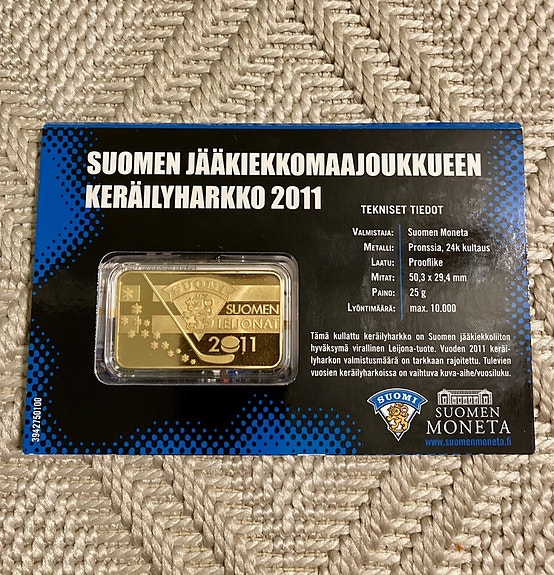 SUOMEN JÄÄKIEKKOMAAJOUKKUEEN
KERÄILYHARKKO 2011
TEKNISET TIEDOT
VALMISTAJA: Suomen Moneta
METALLI: Pronssia, 24k kultaus
LAATU: Prooflike
MITAT: 50,3 x 29,4 mm
PAINO: 25 g
LYÖNTIMÄÄRÄ: max. 10.000
SUOMI
SUOMEN
LEIJONAT
2011
Tämä kullattu keräilyharkko on Suomen jääkiekkoliiton
hyväksymä virallinen Leijona-tuote. Vuoden 2011 keräi-
lyharkon valmistusmäärä on tarkkaan rajoitettu. Tulevien
vuosien keräilyharkoissa on vaihtuva kuva-aihe/vuosiluku.
SUOMI
SUOMEN
MONETA
www.suomenmoneta.fi
3942750100